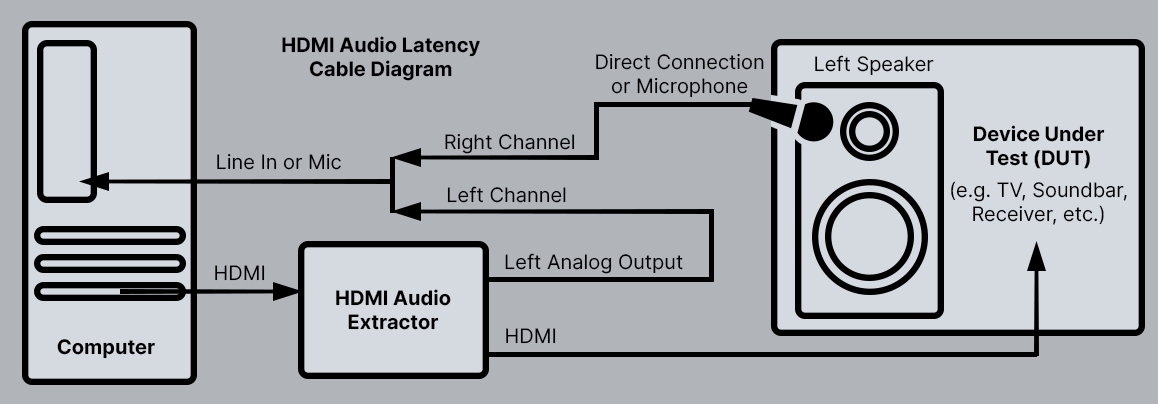 HDMI Audio Latency
Cable Diagram
Direct Connection
or Microphone
Left Speaker
Right Channel
Line In or Mic
Left Channel
Device Under
Test (DUT)
(e.g. TV, Soundbar,
Receiver, etc.)
HDMI
Left Analog Output
HDMI Audio
Extractor
HDMI
Computer